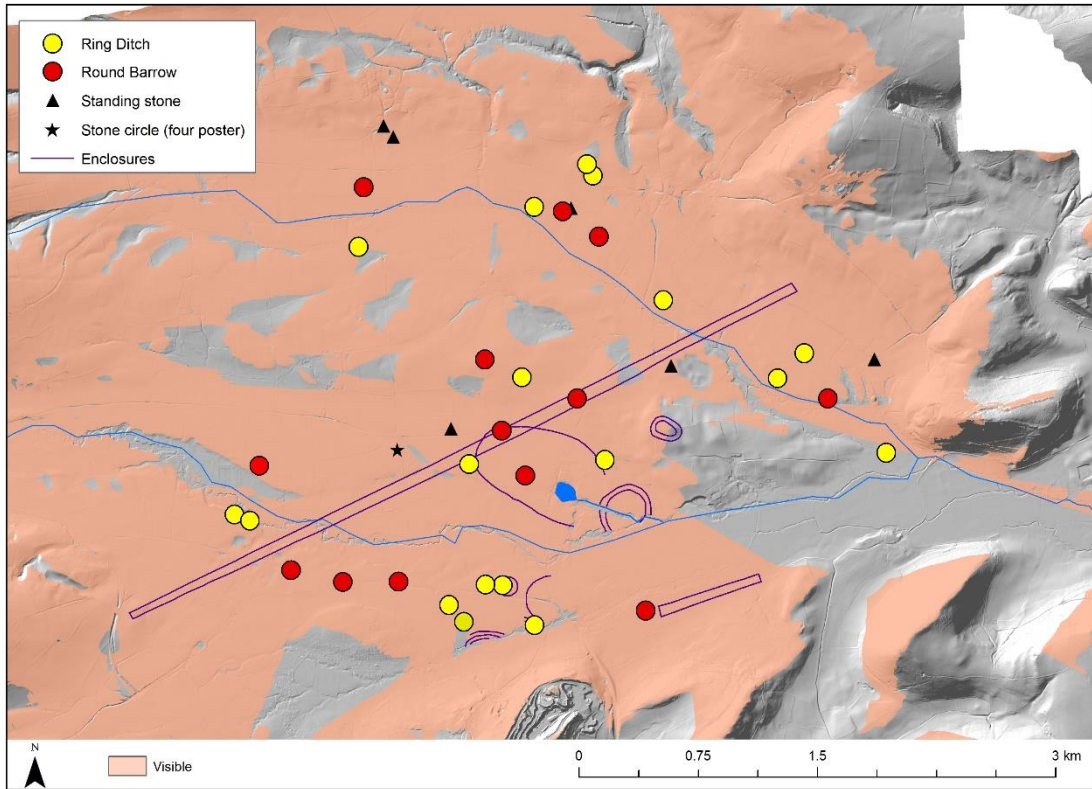 Ring Ditch
Round Barrow
Standing stone
Stone circle (four poster)
Enclosures
N
Visible
0 0.75 1.5 3 km